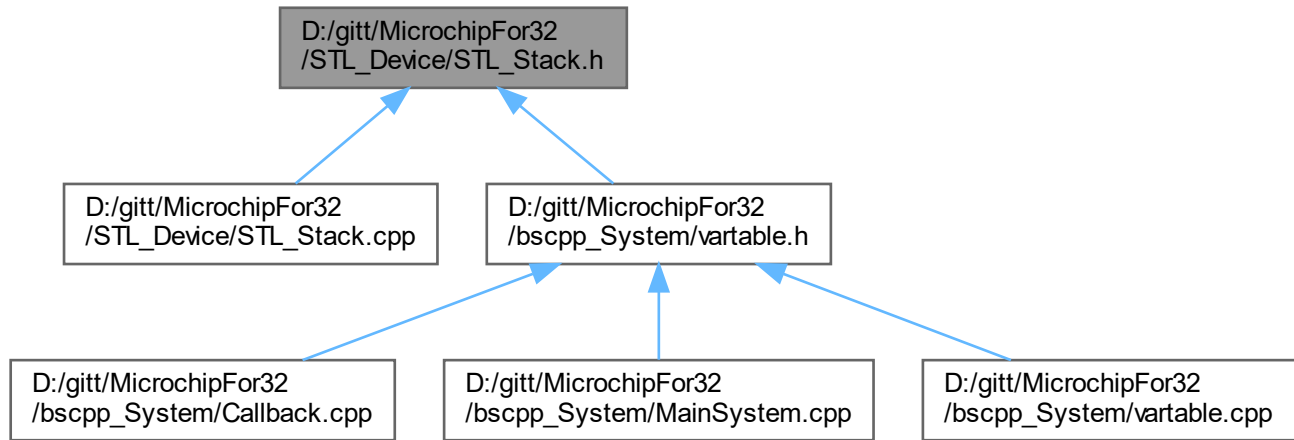 D:/gitt/MicrochipFor32
/STL_Device/STL_Stack.h
D:/gitt/MicrochipFor32
/STL_Device/STL_Stack.cpp
D:/gitt/MicrochipFor32
/bscpp_System/vartable.h
D:/gitt/MicrochipFor32
/bscpp_System/Callback.cpp
D:/gitt/MicrochipFor32
/bscpp_System/MainSystem.cpp
D:/gitt/MicrochipFor32
/bscpp_System/vartable.cpp